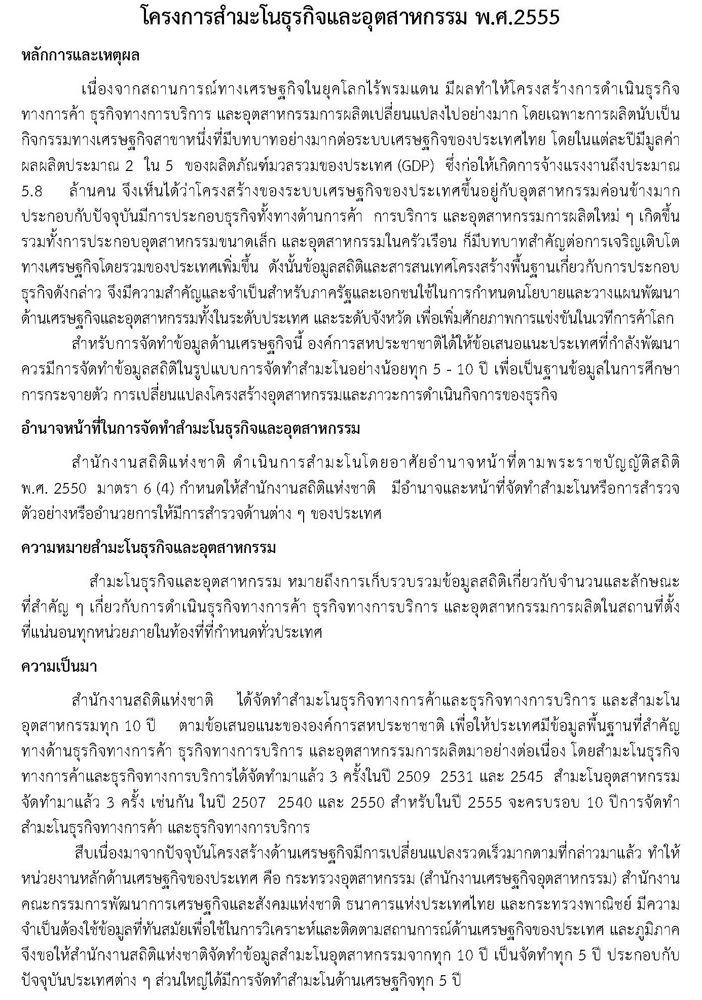 โครงการสำมะโนธุรกิจและอุตสาหกรรม พ.ศ.2555
หลักการและเหตุผล
เนื่องจากสถานการณ์ทางเศรษฐกิจในยุคโลกไร้พรมแดน มีผลทำให้โครงสร้างการดำเนินธุรกิจ
ทางการค้า ธุรกิจทางการบริการ และอุตสาหกรรมการผลิตเปลี่ยนแปลงไปอย่างมาก โดยเฉพาะการผลิตนับเป็น
กิจกรรมทางเศรษฐกิจสาขาหนึ่งที่มีบทบาทอย่างมากต่อระบบเศรษฐกิจของประเทศไทย โดยในแต่ละปีมีมูลค่า
ผลผลิตประมาณ 2 ใน 5 ของผลิตภัณฑ์มวลรวมของประเทศ (GDP) ซึ่งก่อให้เกิดการจ้างแรงงานถึงประมาณ
5.8 ล้านคน จึงเห็นได้ว่าโครงสร้างของระบบเศรษฐกิจของประเทศขึ้นอยู่กับอุตสาหกรรมค่อนข้างมาก
ประกอบกับปัจจุบันมีการประกอบธุรกิจทั้งทางด้านการค้า การบริการ และอุตสาหกรรมการผลิตใหม่ ๆ เกิดขึ้น
รวมทั้งการประกอบอุตสาหกรรมขนาดเล็ก และอุตสาหกรรมในครัวเรือน ก็มีบทบาทสำคัญต่อการเจริญเติบโต
ทางเศรษฐกิจโดยรวมของประเทศเพิ่มขึ้น ดังนั้นข้อมูลสถิติและสารสนเทศโครงสร้างพื้นฐานเกี่ยวกับการประกอบ
ธุรกิจดังกล่าว จึงมีความสำคัญและจำเป็นสำหรับภาครัฐและเอกชนใช้ในการกำหนดนโยบายและวางแผนพัฒนา
ด้านเศรษฐกิจและอุตสาหกรรมทั้งในระดับประเทศ และระดับจังหวัด เพื่อเพิ่มศักยภาพการแข่งขันในเวทีการค้าโลก
สำหรับการจัดทำข้อมูลด้านเศรษฐกิจนี้ องค์การสหประชาชาติได้ให้ข้อเสนอแนะประเทศที่กำลังพัฒนา
ควรมีการจัดทำข้อมูลสถิติในรูปแบบการจัดทำสำมะโนอย่างน้อยทุก 5 - 10 ปี เพื่อเป็นฐานข้อมูลในการศึกษา
การกระจายตัว การเปลี่ยนแปลงโครงสร้างอุตสาหกรรมและภาวะการดำเนินกิจการของธุรกิจ
อำนาจหน้าที่ในการจัดทำสำมะโนธุรกิจและอุตสาหกรรม
สำนักงานสถิติแห่งชาติ ดำเนินการสำมะโนโดยอาศัยอำนาจหน้าที่ตามพระราชบัญญัติสถิติ
พ.ศ. 2550 มาตรา 6 (4) กำหนดให้สำนักงานสถิติแห่งชาติ มีอำนาจและหน้าที่จัดทำสำมะโนหรือการสำรวจ
ตัวอย่างหรืออำนวยการให้มีการสำรวจด้านต่าง ๆ ของประเทศ
ความหมายสำมะโนธุรกิจและอุตสาหกรรม
สำมะโนธุรกิจและอุตสาหกรรม หมายถึงการเก็บรวบรวมข้อมูลสถิติเกี่ยวกับจำนวนและลักษณะ
ที่สำคัญ ๆ เกี่ยวกับการดำเนินธุรกิจทางการค้า ธุรกิจทางการบริการ และอุตสาหกรรมการผลิตในสถานที่ตั้ง
ที่แน่นอนทุกหน่วยภายในท้องที่ที่กำหนดทั่วประเทศ
ความเป็นมา
สำนักงานสถิติแห่งชาติ ได้จัดทำสำมะโนธุรกิจทางการค้าและธุรกิจทางการบริการ และสำมะโน
อุตสาหกรรมทุก 10 ปี ตามข้อเสนอแนะขององค์การสหประชาชาติ เพื่อให้ประเทศมีข้อมูลพื้นฐานที่สำคัญ
ทางด้านธุรกิจทางการค้า ธุรกิจทางการบริการ และอุตสาหกรรมการผลิตมาอย่างต่อเนื่อง โดยสำมะโนธุรกิจ
ทางการค้าและธุรกิจทางการบริการได้จัดทำมาแล้ว 3 ครั้งในปี 2509 2531 และ 2545 สำมะโนอุตสาหกรรม
จัดทำมาแล้ว 3 ครั้ง เช่นกัน ในปี 2507 2540 และ 2550 สำหรับในปี 2555 จะครบรอบ 10 ปีการจัดทำ
สำมะโนธุรกิจทางการค้า และธุรกิจทางการบริการ
สืบเนื่องมาจากปัจจุบันโครงสร้างด้านเศรษฐกิจมีการเปลี่ยนแปลงรวดเร็วมากตามที่กล่าวมาแล้ว ทำให้
หน่วยงานหลักด้านเศรษฐกิจของประเทศ คือ กระทรวงอุตสาหกรรม (สำนักงานเศรษฐกิจอุตสาหกรรม) สำนักงาน
คณะกรรมการพัฒนาการเศรษฐกิจและสังคมแห่งชาติ ธนาคารแห่งประเทศไทย และกระทรวงพาณิชย์ มีความ
จำเป็นต้องใช้ข้อมูลที่ทันสมัยเพื่อใช้ในการวิเคราะห์และติดตามสถานการณ์ด้านเศรษฐกิจของประเทศ และภูมิภาค
จึงขอให้สำนักงานสถิติแห่งชาติจัดทำข้อมูลสำมะโนอุตสาหกรรมจากทุก 10 ปี เป็นจัดทำทุก 5 ปี ประกอบกับ
ปัจจุบันประเทศต่าง ๆ ส่วนใหญ่ได้มีการจัดทำสำมะโนด้านเศรษฐกิจทุก 5 ปี